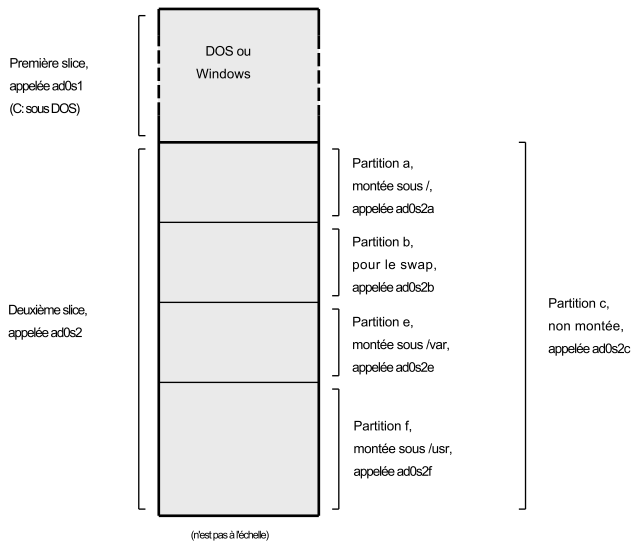 DOS ou
Windows
Première slice,
appelée ad0s1
(C: sous DOS)
Partition a,
montée sous /,
appelée ad0s2a
Partition b,
pour le swap,
appelée ad0s2b
Deuxième slice,
appelée ad0s2
Partition e,
montée sous /var,
appelée ad0s2e
Partition c,
non montée,
appelée ad0s2c
Partition f,
montée sous /usr,
appelée ad0s2f
(n'est pas à l'échelle)